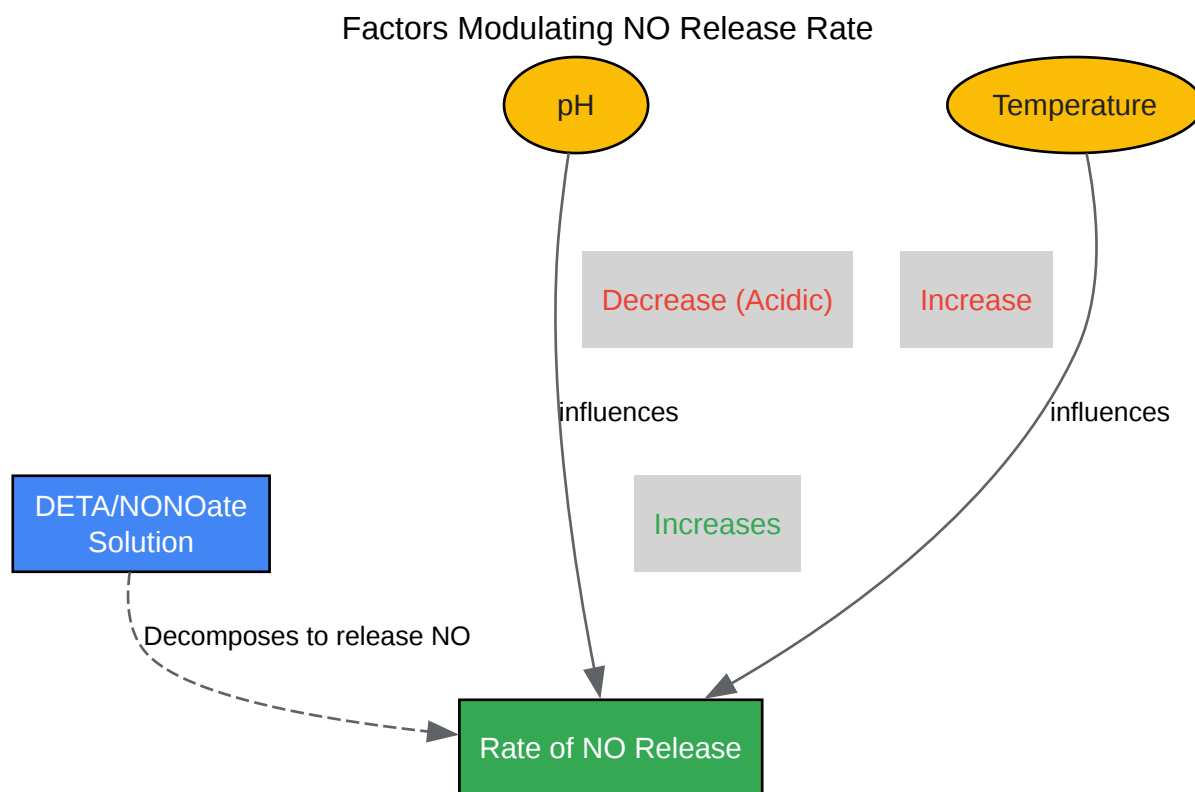 Factors Modulating NO Release Rate
pH
Temperature
Decrease (Acidic)
Increase
influences
influences
DETA/NONOate
Solution
Increases
Decomposes to release NO
Rate of NO Release